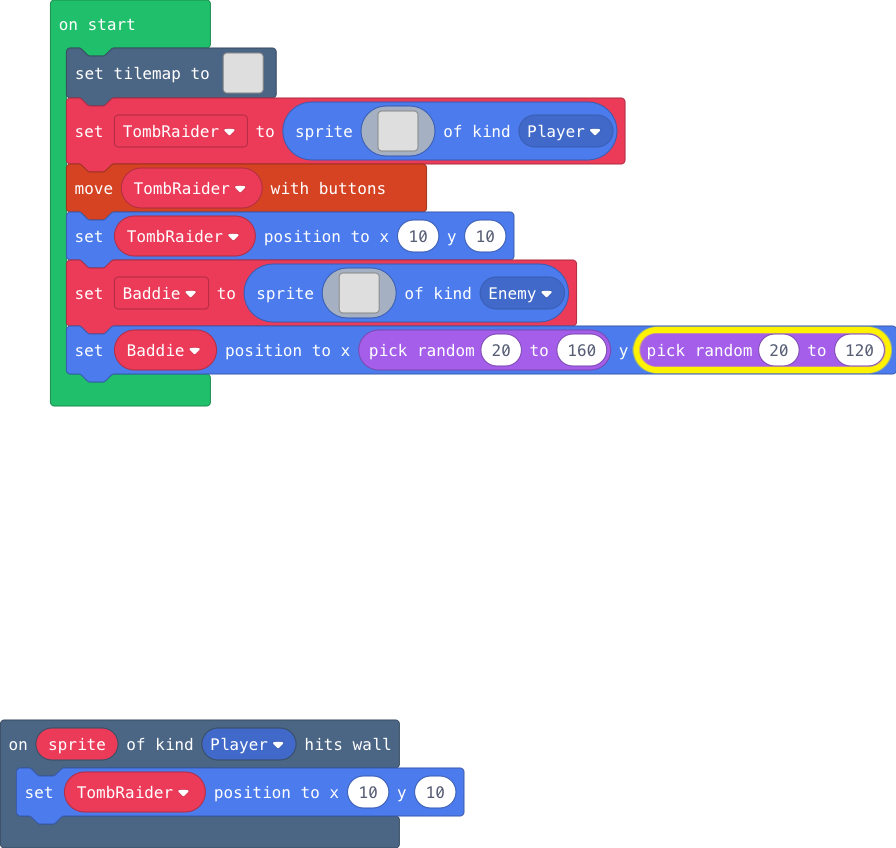 on start
set tilemap to
set TombRaider to sprite of kind Player
move TombRaider with buttons
set TombRaider position to x 10 y 10
set Baddie to sprite of kind Enemy
set Baddie position to x pick random 20 to 160 y pick random 20 to 120
on sprite of kind Player hits wall
set TombRaider position to x 10 y 10